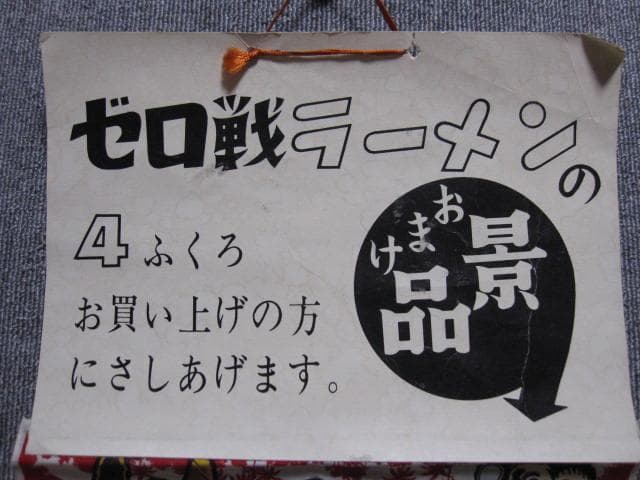 ゼロ戦ラーメンの
おまけ
景品
4ふくろ
お買い上げの方
にさしあげます。